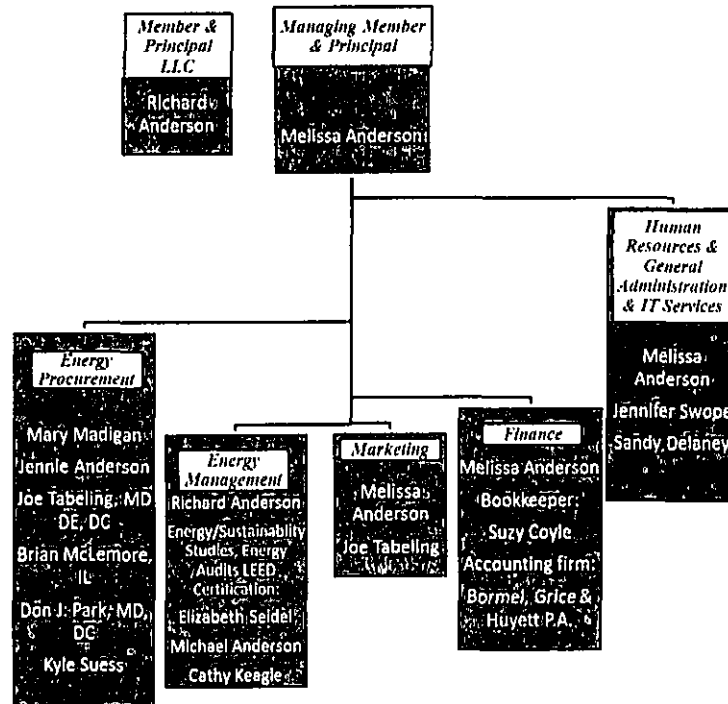 Member &
Principal
LLC
Richard
Anderson
Managing Member
& Principal
Melissa Anderson
Human
Resources &
General
Administration
& IT Services
Melissa
Anderson
Jennifer Swope
Sandy Delaney
Energy
Procurement
Mary Madigan
Jennie Anderson
Joe Tabeling, MD
DE, DC
Brian McLemore,
IL
Don J. Park, MD,
DC
Kyle Suess
Energy
Management
Richard Anderson
Energy/Sustainability
Studies, Energy
Audits LEED
Certification:
Elizabeth Seidel
Michael Anderson
Cathy Keagle
Marketing
Melissa
Anderson
Joe Tabeling
Finance
Melissa Anderson
Bookkeeper:
Suzy Coyle
Accounting firm:
Bormel, Grice &
Huyett P.A.